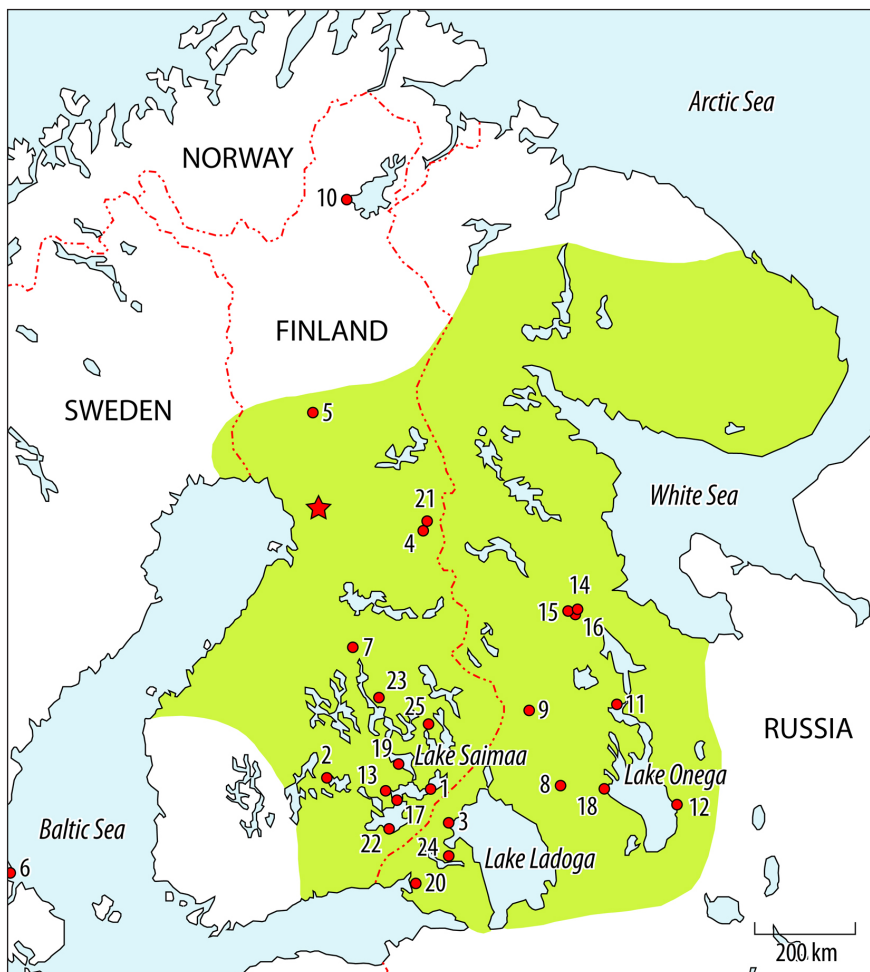 Arctic Sea
NORWAY
10
FINLAND
SWEDEN
5
White Sea
21
4
14
15
16
7
23
25
9
11
RUSSIA
19
Lake Saimaa
2
13
1
8
Lake Onega
18
12
17
Baltic Sea
22
3
24
Lake Ladoga
6
20
200 km